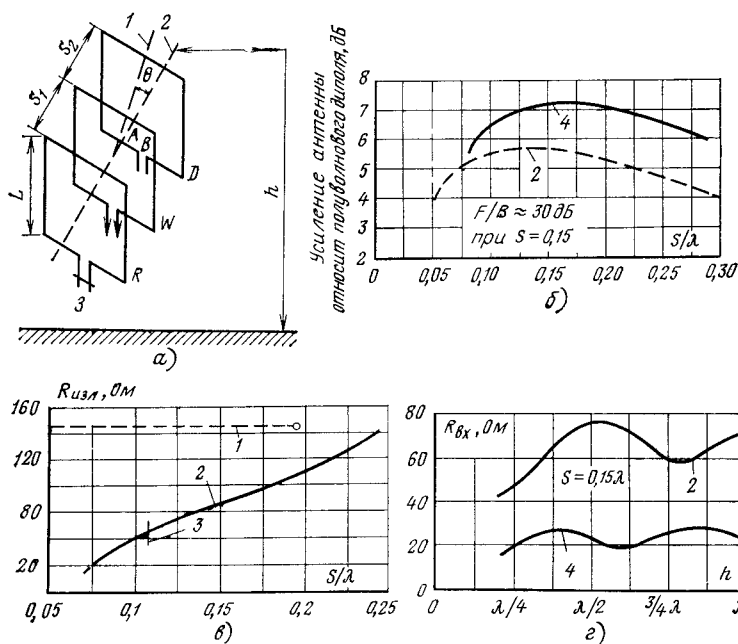 1 2
S₂
θ
S₁
A
B
D
L
h
W
R
1
3
а)
Усиление антенны
относит полуволнового диполя, дБ
8
7
6
5
4
3
2
4
2
F/B ≈ 30 дБ
при S = 0,15
S/λ
0 0,05 0,10 0,15 0,20 0,25 0,30
б)
Rизл, Ом
160
120
80
20
1
2
3
S/λ
0,05 0,1 0,15 0,2 0,25
в)
Rвх, Ом
80
60
40
20
0
S = 0,15λ
2
4
h
0 λ/4 λ/2 3/4 λ λ
г)